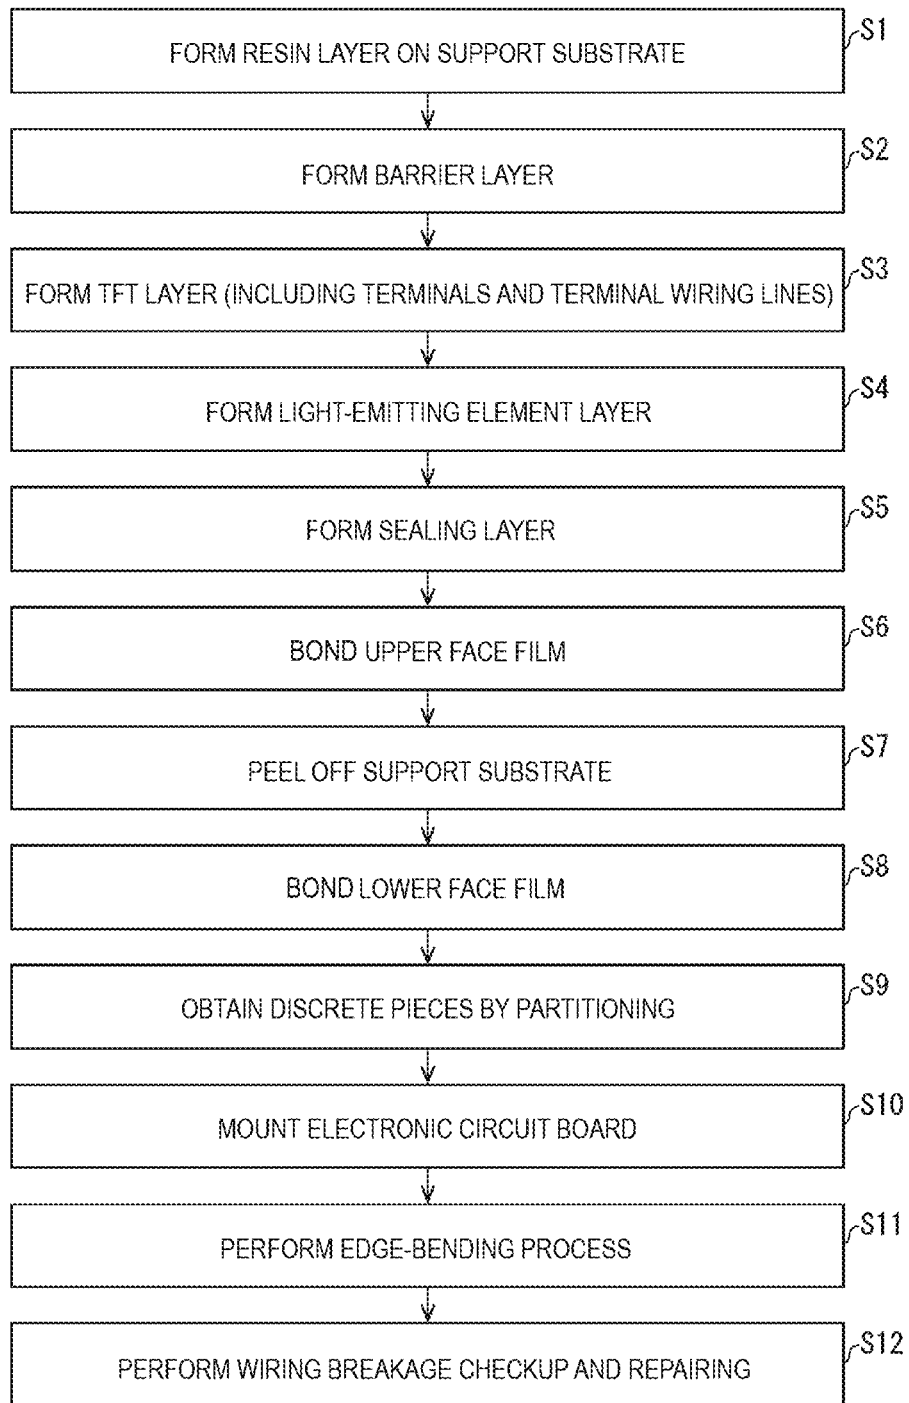 S1
FORM RESIN LAYER ON SUPPORT SUBSTRATE
S2
FORM BARRIER LAYER
S3
FORM TFT LAYER (INCLUDING TERMINALS AND TERMINAL WIRING LINES)
S4
FORM LIGHT-EMITTING ELEMENT LAYER
S5
FORM SEALING LAYER
S6
BOND UPPER FACE FILM
S7
PEEL OFF SUPPORT SUBSTRATE
S8
BOND LOWER FACE FILM
S9
OBTAIN DISCRETE PIECES BY PARTITIONING
S10
MOUNT ELECTRONIC CIRCUIT BOARD
S11
PERFORM EDGE-BENDING PROCESS
S12
PERFORM WIRING BREAKAGE CHECKUP AND REPAIRING